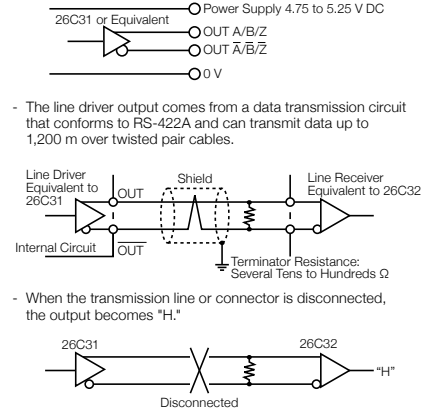 Power Supply 4.75 to 5.25 V DC
26C31 or Equivalent
OUT A/B/Z
OUT A̅/B̅/Z̅
0 V
- The line driver output comes from a data transmission circuit
that conforms to RS-422A and can transmit data up to
1,200 m over twisted pair cables.
Line Driver
Equivalent to
26C31
OUT
Shield
Line Receiver
Equivalent to 26C32
Internal Circuit
O̅U̅T̅
Terminator Resistance:
Several Tens to Hundreds Ω
- When the transmission line or connector is disconnected,
the output becomes "H."
26C31
26C32
"H"
Disconnected